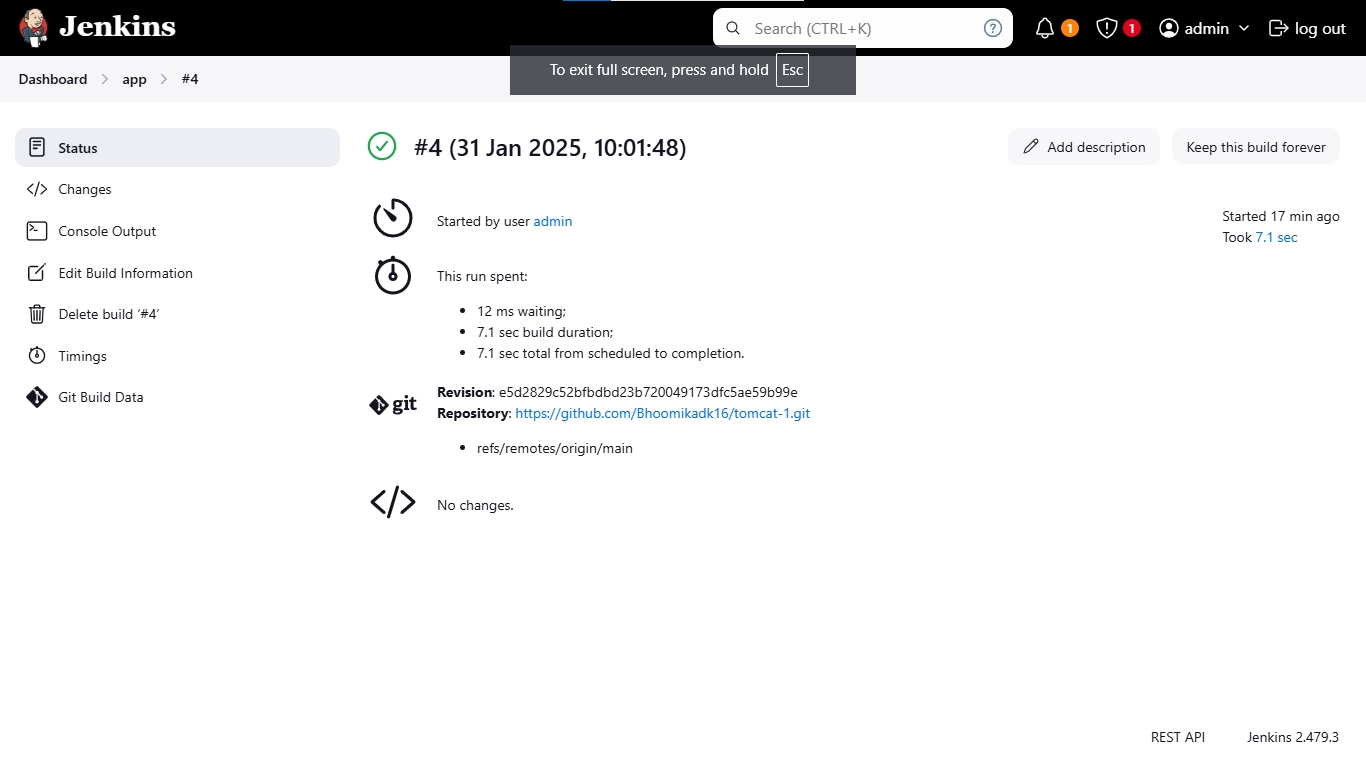 Jenkins
Search (CTRL+K)
?
1
1
admin
log out
To exit full screen, press and hold Esc
Dashboard
app
#4
Status
Changes
Console Output
Edit Build Information
Delete build ‘#4’
Timings
Git Build Data
#4 (31 Jan 2025, 10:01:48)
Add description
Keep this build forever
Started by user admin
Started 17 min ago
Took 7.1 sec
This run spent:
12 ms waiting;
7.1 sec build duration;
7.1 sec total from scheduled to completion.
git
Revision: e5d2829c52bfbdbd23b720049173dfc5ae59b99e
Repository: https://github.com/Bhoomikadk16/tomcat-1.git
refs/remotes/origin/main
No changes.
REST API
Jenkins 2.479.3